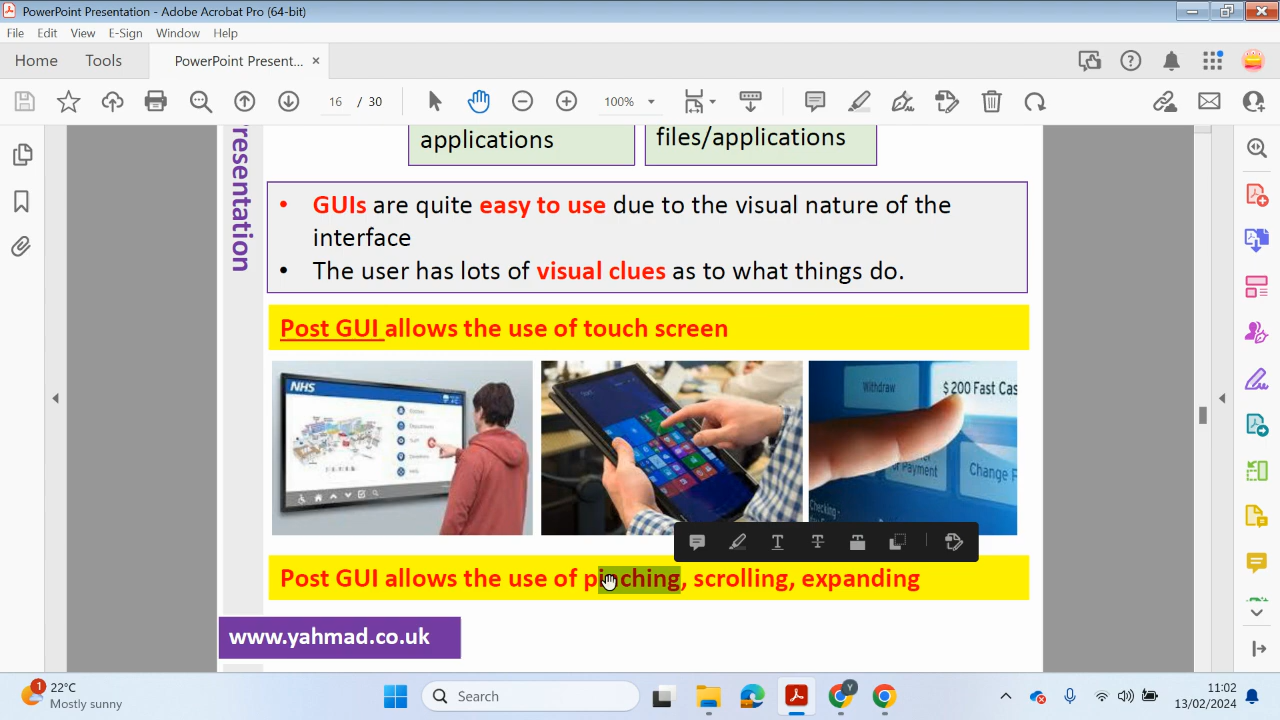 PowerPoint Presentation - Adobe Acrobat Pro (64-bit)
File Edit View E-Sign Window Help
Home Tools PowerPoint Present... ×
16 / 30 100%
applications
files/applications
resentation
• GUIs are quite easy to use due to the visual nature of the
interface
• The user has lots of visual clues as to what things do.
Post GUI allows the use of touch screen
NHS
Withdraw
$200 Fast Cas
for Payment
Change F
Checking -
Post GUI allows the use of pinching, scrolling, expanding
www.yahmad.co.uk
1
22°C
Mostly sunny
Search
Y
11:02
13/02/2024